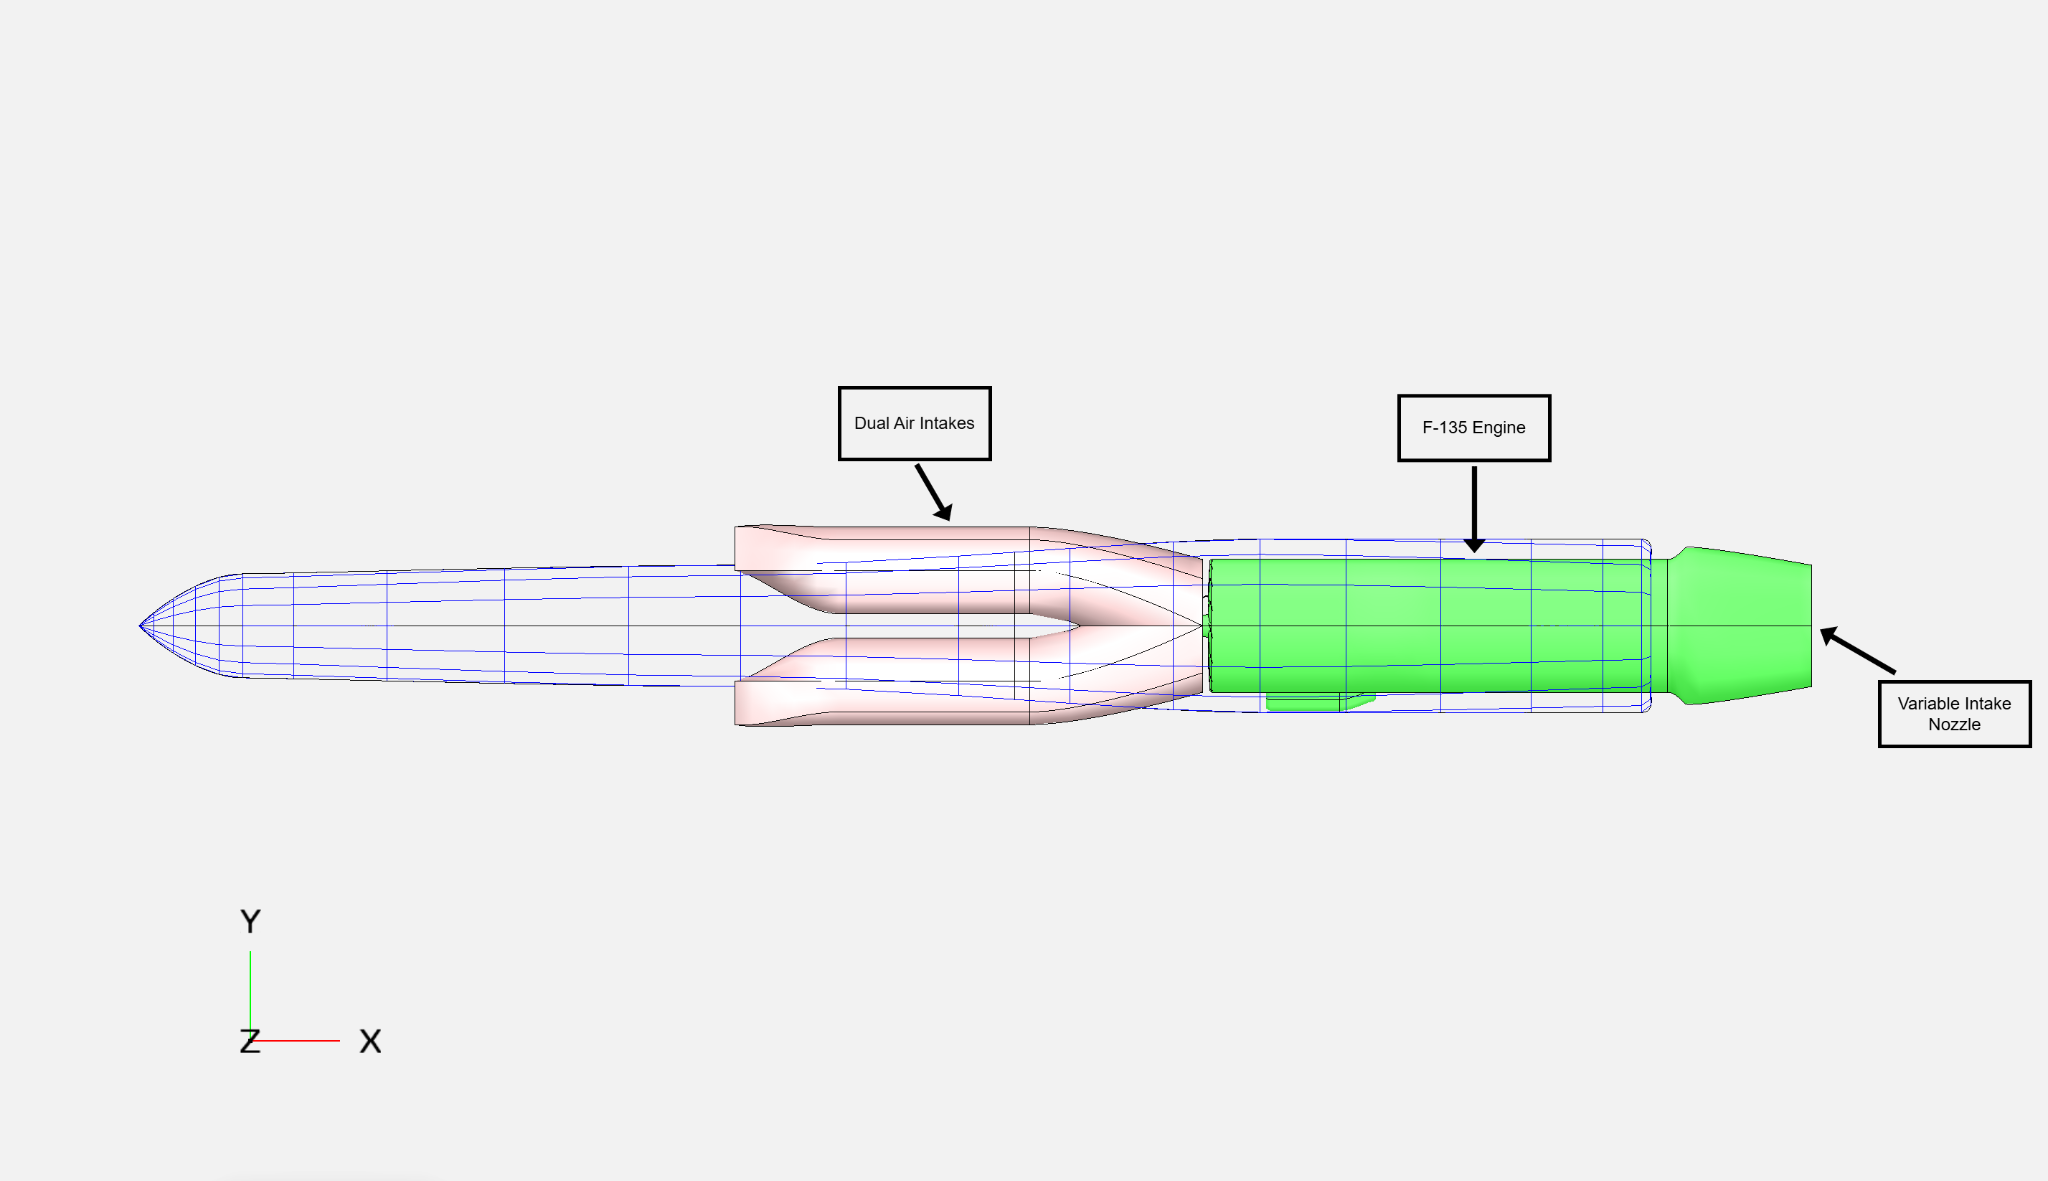 Dual Air Intakes
F-135 Engine
Variable Intake
Nozzle
Y
Z
X